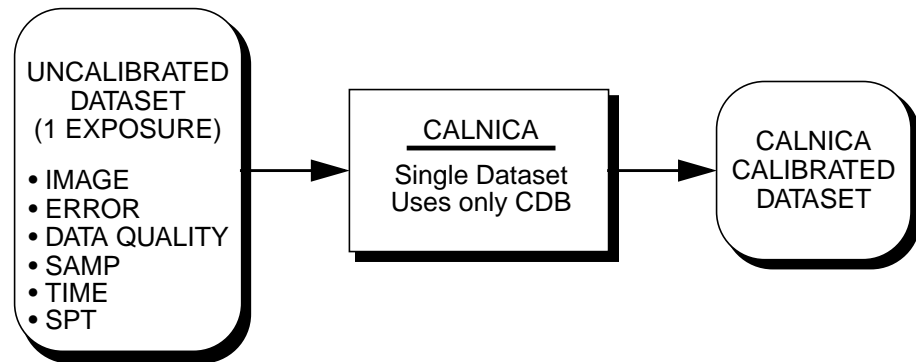 UNCALIBRATED
DATASET
(1 EXPOSURE)
• IMAGE
• ERROR
• DATA QUALITY
• SAMP
• TIME
• SPT
CALNICA
Single Dataset
Uses only CDB
CALNICA
CALIBRATED
DATASET